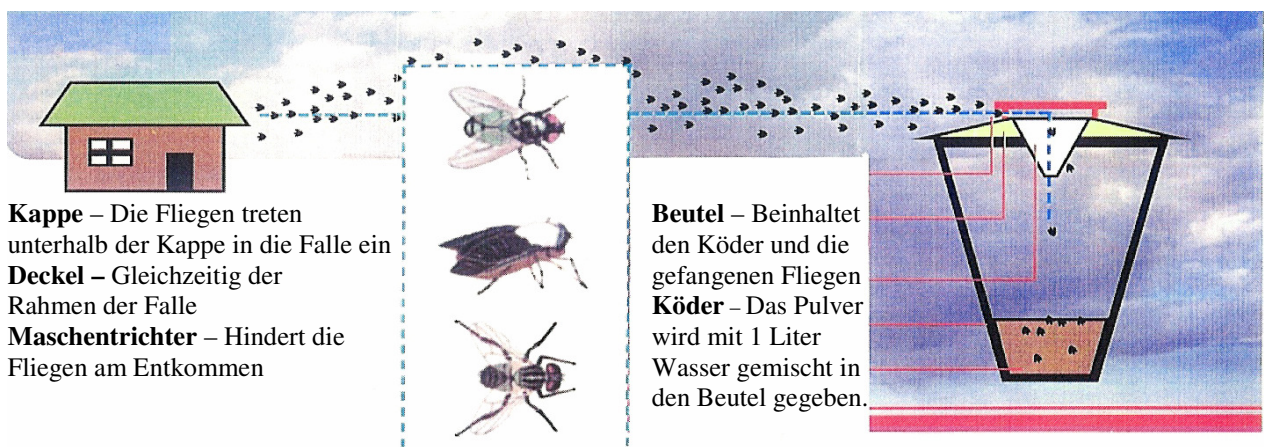 Kappe – Die Fliegen treten
unterhalb der Kappe in die Falle ein
Deckel – Gleichzeitig der
Rahmen der Falle
Maschentrichter – Hindert die
Fliegen am Entkommen
Beutel – Beinhaltet
den Köder und die
gefangenen Fliegen
Köder – Das Pulver
wird mit 1 Liter
Wasser gemischt in
den Beutel gegeben.